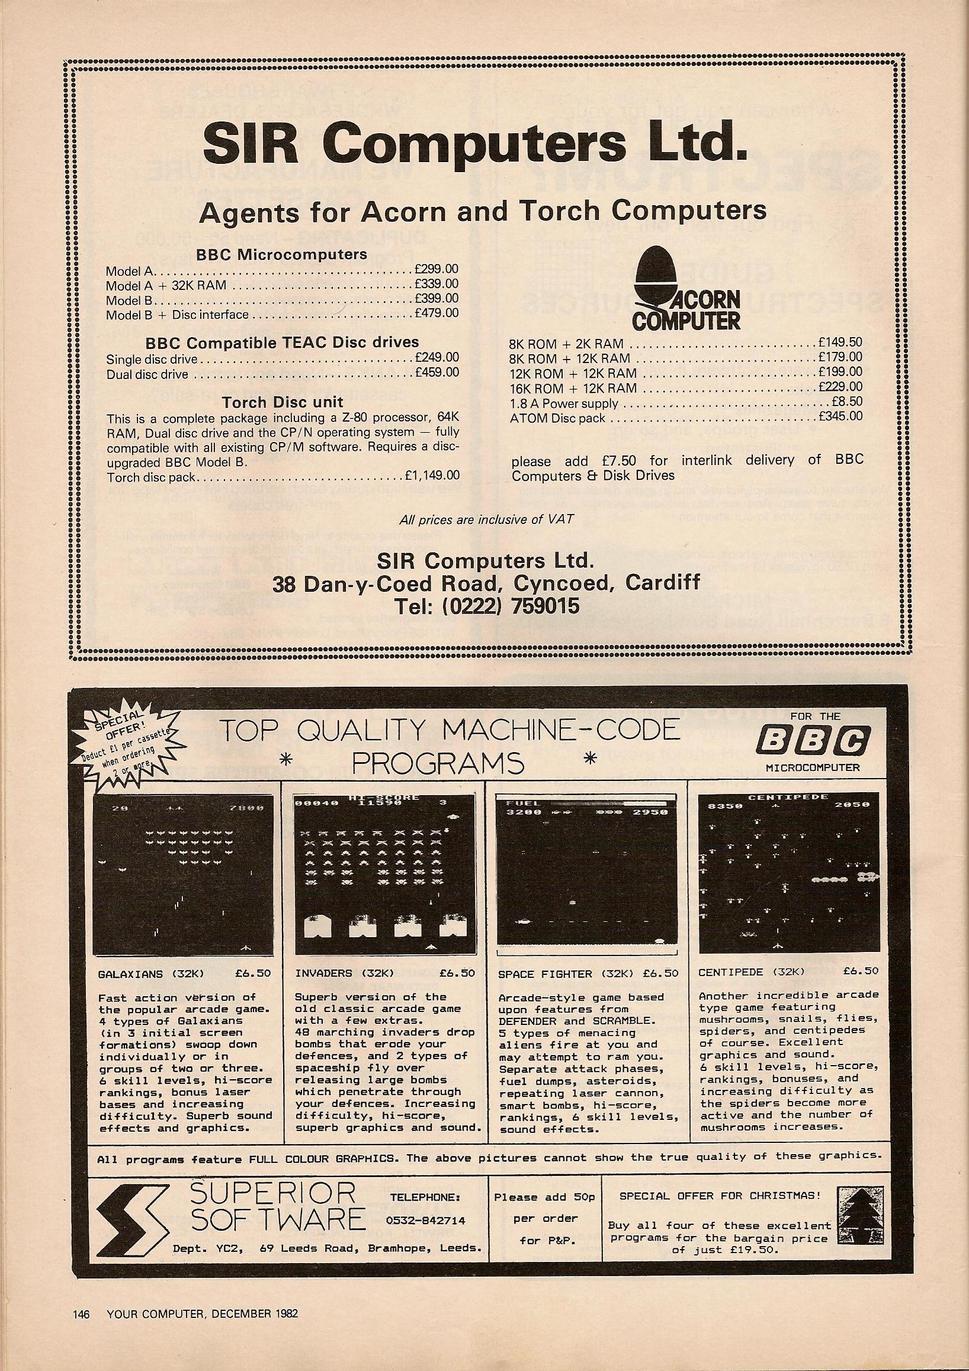 SIR Computers Ltd.
Agents for Acorn and Torch Computers
BBC Microcomputers
Model A........................................£299.00
Model A + 32K RAM ............................£339.00
Model B........................................£399.00
Model B + Disc interface.........................£479.00
BBC Compatible TEAC Disc drives
Single disc drive.................................£249.00
Dual disc drive ..................................£459.00
Torch Disc unit
This is a complete package including a Z-80 processor, 64K
RAM, Dual disc drive and the CP/N operating system — fully
compatible with all existing CP/M software. Requires a disc-
upgraded BBC Model B.
Torch disc pack................................£1,149.00
ACORN
COMPUTER
8K ROM + 2K RAM .............................£149.50
8K ROM + 12K RAM ............................£179.00
12K ROM + 12K RAM ...........................£199.00
16K ROM + 12K RAM ...........................£229.00
1.8 A Power supply ................................£8.50
ATOM Disc pack ................................£345.00
please add £7.50 for interlink delivery of BBC
Computers & Disk Drives
All prices are inclusive of VAT
SIR Computers Ltd.
38 Dan-y-Coed Road, Cyncoed, Cardiff
Tel: (0222) 759015
SPECIAL
OFFER!
Deduct £1 per cassette
when ordering
2 or more.
TOP QUALITY MACHINE-CODE
* PROGRAMS *
FOR THE
BBC
MICROCOMPUTER
20 7800
HI-SCORE
00040 11590 3
FUEL
3200 2950
CENTIPEDE
8350 2050
GALAXIANS (32K) £6.50
Fast action version of
the popular arcade game.
4 types of Galaxians
(in 3 initial screen
formations) swoop down
individually or in
groups of two or three.
6 skill levels, hi-score
rankings, bonus laser
bases and increasing
difficulty. Superb sound
effects and graphics.
INVADERS (32K) £6.50
Superb version of the
old classic arcade game
with a few extras.
48 marching invaders drop
bombs that erode your
defences, and 2 types of
spaceship fly over
releasing large bombs
which penetrate through
your defences. Increasing
difficulty, hi-score,
superb graphics and sound.
SPACE FIGHTER (32K) £6.50
Arcade-style game based
upon features from
DEFENDER and SCRAMBLE.
5 types of menacing
aliens fire at you and
may attempt to ram you.
Separate attack phases,
fuel dumps, asteroids,
repeating laser cannon,
smart bombs, hi-score,
rankings, 6 skill levels,
sound effects.
CENTIPEDE (32K) £6.50
Another incredible arcade
type game featuring
mushrooms, snails, flies,
spiders, and centipedes
of course. Excellent
graphics and sound.
6 skill levels, hi-score,
rankings, bonuses, and
increasing difficulty as
the spiders become more
active and the number of
mushrooms increases.
All programs feature FULL COLOUR GRAPHICS. The above pictures cannot show the true quality of these graphics.
SUPERIOR
SOFTWARE
TELEPHONE:
0532-842714
Dept. YC2, 69 Leeds Road, Bramhope, Leeds.
Please add 50p
per order
for P&P.
SPECIAL OFFER FOR CHRISTMAS!
Buy all four of these excellent
programs for the bargain price
of just £19.50.
146 YOUR COMPUTER, DECEMBER 1982